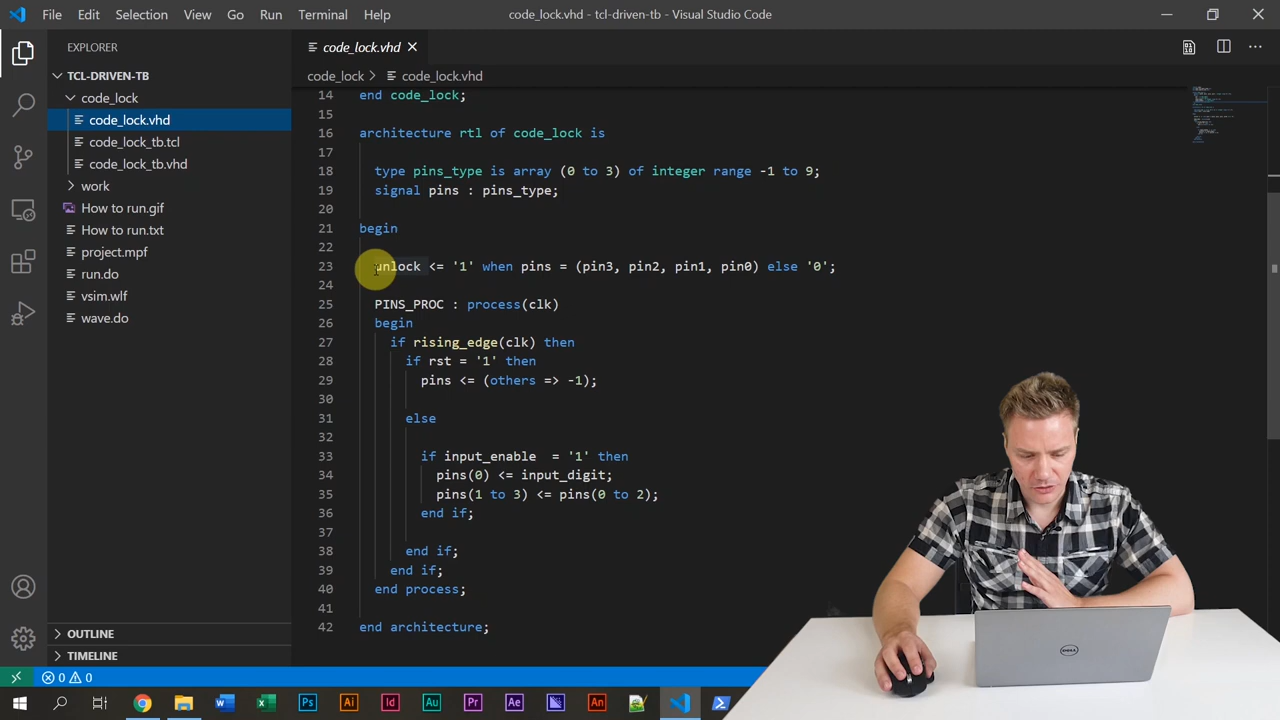 File Edit Selection View Go Run Terminal Help code_lock.vhd - tcl-driven-tb - Visual Studio Code
EXPLORER
code_lock.vhd
TCL-DRIVEN-TB
code_lock > code_lock.vhd
code_lock
code_lock.vhd
code_lock_tb.tcl
code_lock_tb.vhd
work
How to run.gif
How to run.txt
project.mpf
run.do
vsim.wlf
wave.do
OUTLINE
TIMELINE
14 end code_lock;
15
16 architecture rtl of code_lock is
17
18 type pins_type is array (0 to 3) of integer range -1 to 9;
19 signal pins : pins_type;
20
21 begin
22
23 unlock <= '1' when pins = (pin3, pin2, pin1, pin0) else '0';
24
25 PINS_PROC : process(clk)
26 begin
27 if rising_edge(clk) then
28 if rst = '1' then
29 pins <= (others => -1);
30
31 else
32
33 if input_enable = '1' then
34 pins(0) <= input_digit;
35 pins(1 to 3) <= pins(0 to 2);
36 end if;
37
38 end if;
39 end if;
40 end process;
41
42 end architecture;
0 0
W X Ps Ai Id Au Pr Ae An
DELL